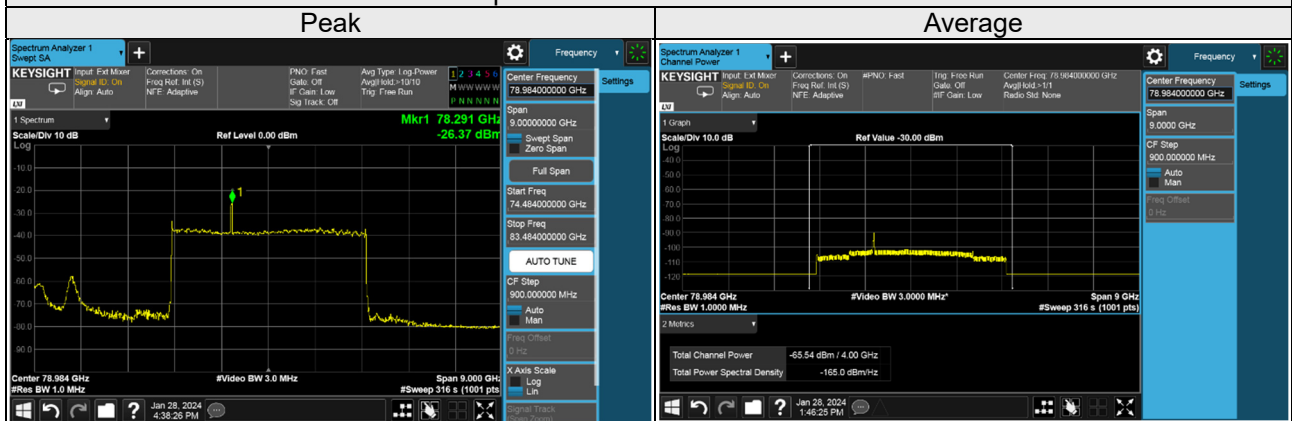 Peak
Average
Spectrum Analyzer 1
Swept SA
KEYSIGHT
Input: Ext Mixer
Signal ID: On
Align: Auto
Corrections: On
Freq Ref: Int (S)
NFE: Adaptive
PNO: Fast
Gate: Off
IF Gain: Low
Sig Track: Off
Avg Type: Log-Power
Avg|Hold:>10/10
Trig: Free Run
1 2 3 4 5 6
M W W W W W
P N N N N N
LXI
1 Spectrum
Scale/Div 10 dB
Ref Level 0.00 dBm
Mkr1 78.291 GHz
-26.37 dBm
Log
1
-10.0
-20.0
-30.0
-40.0
-50.0
-60.0
-70.0
-80.0
-90.0
Center 78.984 GHz
#Res BW 1.0 MHz
#Video BW 3.0 MHz
Span 9.000 GHz
#Sweep 316 s (1001 pts
Jan 28, 2024
4:38:26 PM
?
Frequency
Settings
Center Frequency
78.984000000 GHz
Span
9.00000000 GHz
Swept Span
Zero Span
Full Span
Start Freq
74.484000000 GHz
Stop Freq
83.484000000 GHz
AUTO TUNE
CF Step
900.000000 MHz
Auto
Man
Freq Offset
0 Hz
X Axis Scale
Log
Lin
Signal Track
(Span Zoom)
Spectrum Analyzer 1
Channel Power
KEYSIGHT
Input: Ext Mixer
Signal ID: On
Align: Auto
Corrections: On
Freq Ref: Int (S)
NFE: Adaptive
#PNO: Fast
Trig: Free Run
Gate: Off
#IF Gain: Low
Center Freq: 78.984000000 GHz
Avg|Hold:>1/1
Radio Std: None
LXI
1 Graph
Scale/Div 10.0 dB
Ref Value -30.00 dBm
Log
-40.0
-50.0
-60.0
-70.0
-80.0
-90.0
-100
-110
-120
Center 78.984 GHz
#Res BW 1.0000 MHz
#Video BW 3.0000 MHz*
Span 9 GHz
#Sweep 316 s (1001 pts)
2 Metrics
Total Channel Power
-65.54 dBm / 4.00 GHz
Total Power Spectral Density
-165.0 dBm/Hz
Jan 28, 2024
1:46:25 PM
?
Frequency
Settings
Center Frequency
78.984000000 GHz
Span
9.0000 GHz
CF Step
900.000000 MHz
Auto
Man
Freq Offset
0 Hz